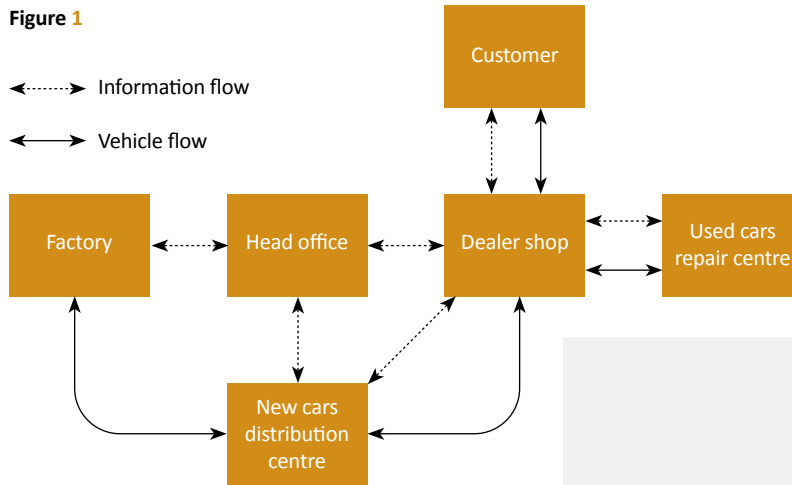 Figure 1
Information flow
Vehicle flow
Customer
Factory
Head office
Dealer shop
Used cars
repair centre
New cars
distribution
centre